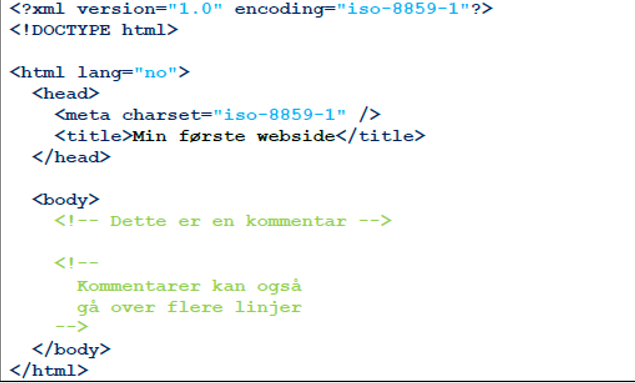 <?xml version="1.0" encoding="iso-8859-1"?>
<!DOCTYPE html>

<html lang="no">
  <head>
    <meta charset="iso-8859-1" />
    <title>Min første webside</title>
  </head>

  <body>
    <!-- Dette er en kommentar -->

    <!--
      Kommentarer kan også
      gå over flere linjer
    -->
  </body>
</html>